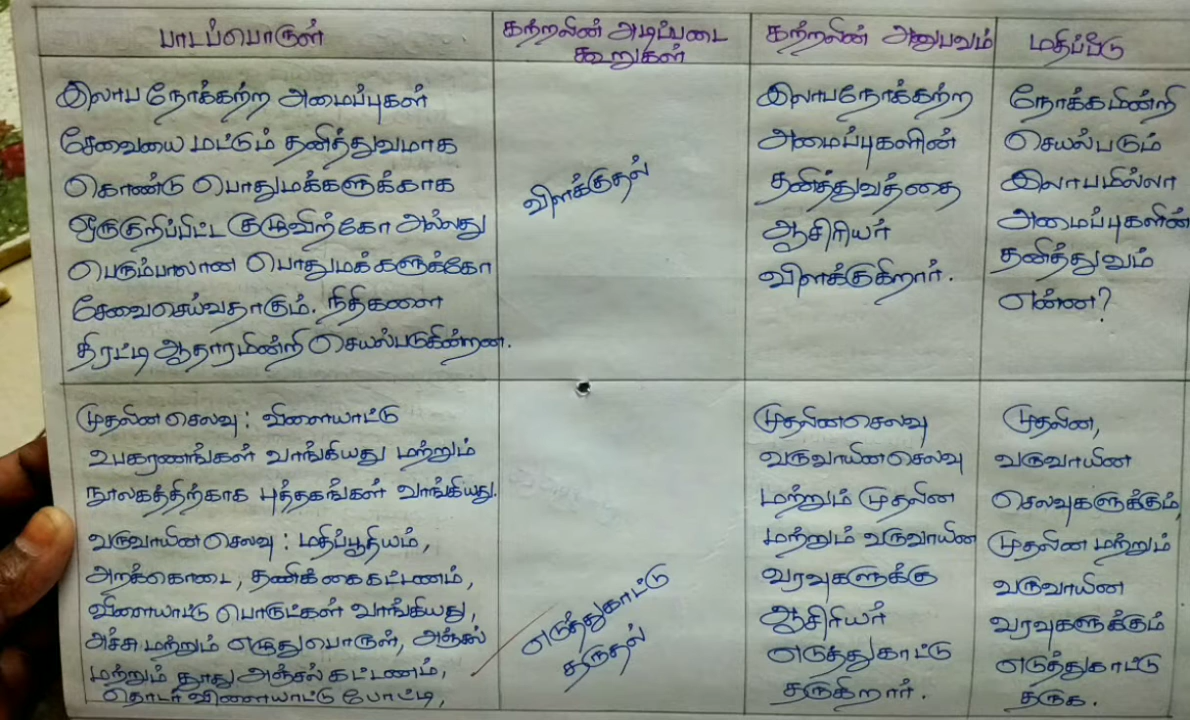 பாடப்பொருள்
கற்றலின் அடிப்படை
கூறுகள்
கற்றலின் அனுபவம்
மதிப்பீடு
இலாப நோக்கற்ற அமைப்புகள்
சேவையை மட்டும் தனித்துவமாக
கொண்டு பொதுமக்களுக்காக
ஒருகுறிப்பிட்ட குழுவிற்கோ அல்லது
பெரும்பாலான பொதுமக்களுக்கோ
சேவைசெய்வதாகும். நிதிகளை
திரட்டி ஆதாரமின்றி செயல்படுகின்றன.
விளக்குதல்
இலாபநோக்கற்ற
அமைப்புகளின்
தனித்துவத்தை
ஆசிரியர்
விளக்குகிறார்.
நோக்கமின்றி
செயல்படும்
இலாபமில்லா
அமைப்புகளின்
தனித்துவம்
என்ன?
முதலின செலவு : விளையாட்டு
உபகரணங்கள் வாங்கியது மற்றும்
நூலகத்திற்காக புத்தகங்கள் வாங்கியது.
வருவாயின செலவு : மதிப்பூதியம்,
அறக்கொடை, தணிக்கை கட்டணம்,
விளையாட்டு பொருட்கள் வாங்கியது,
அச்சு மற்றும் எழுதுபொருள், அஞ்சல்
மற்றும் தூது அஞ்சல் கட்டணம்,
தொடர் விளையாட்டு போட்டி,
எடுத்துகாட்டு
தருதல்
முதலினசெலவு
வருவாயினசெலவு
மற்றும் முதலின
மற்றும் வருவாயின
வரவுகளுக்கு
ஆசிரியர்
எடுத்துகாட்டு
தருகிறார்.
முதலின,
வருவாயின
செலவுகளுக்கும்,
முதலின மற்றும்
வருவாயின
வரவுகளுக்கும்
எடுத்துகாட்டு
தருக.